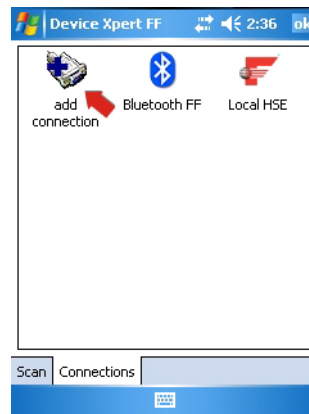 Device Xpert FF 2:36 ok
add connection
Bluetooth FF
Local HSE
Scan Connections